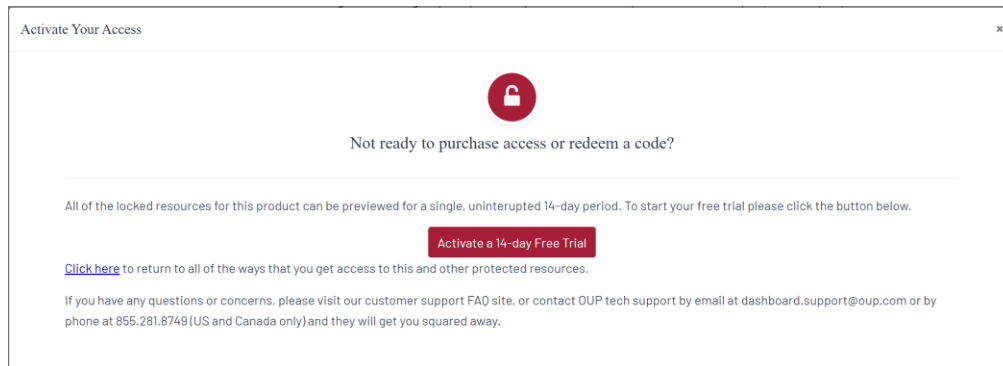 Activate Your Access
×
Not ready to purchase access or redeem a code?
All of the locked resources for this product can be previewed for a single, uninterupted 14-day period. To start your free trial please click the button below.
Activate a 14-day Free Trial
Click here to return to all of the ways that you get access to this and other protected resources.
If you have any questions or concerns, please visit our customer support FAQ site, or contact OUP tech support by email at dashboard.support@oup.com or by
phone at 855.281.8749 (US and Canada only) and they will get you squared away.